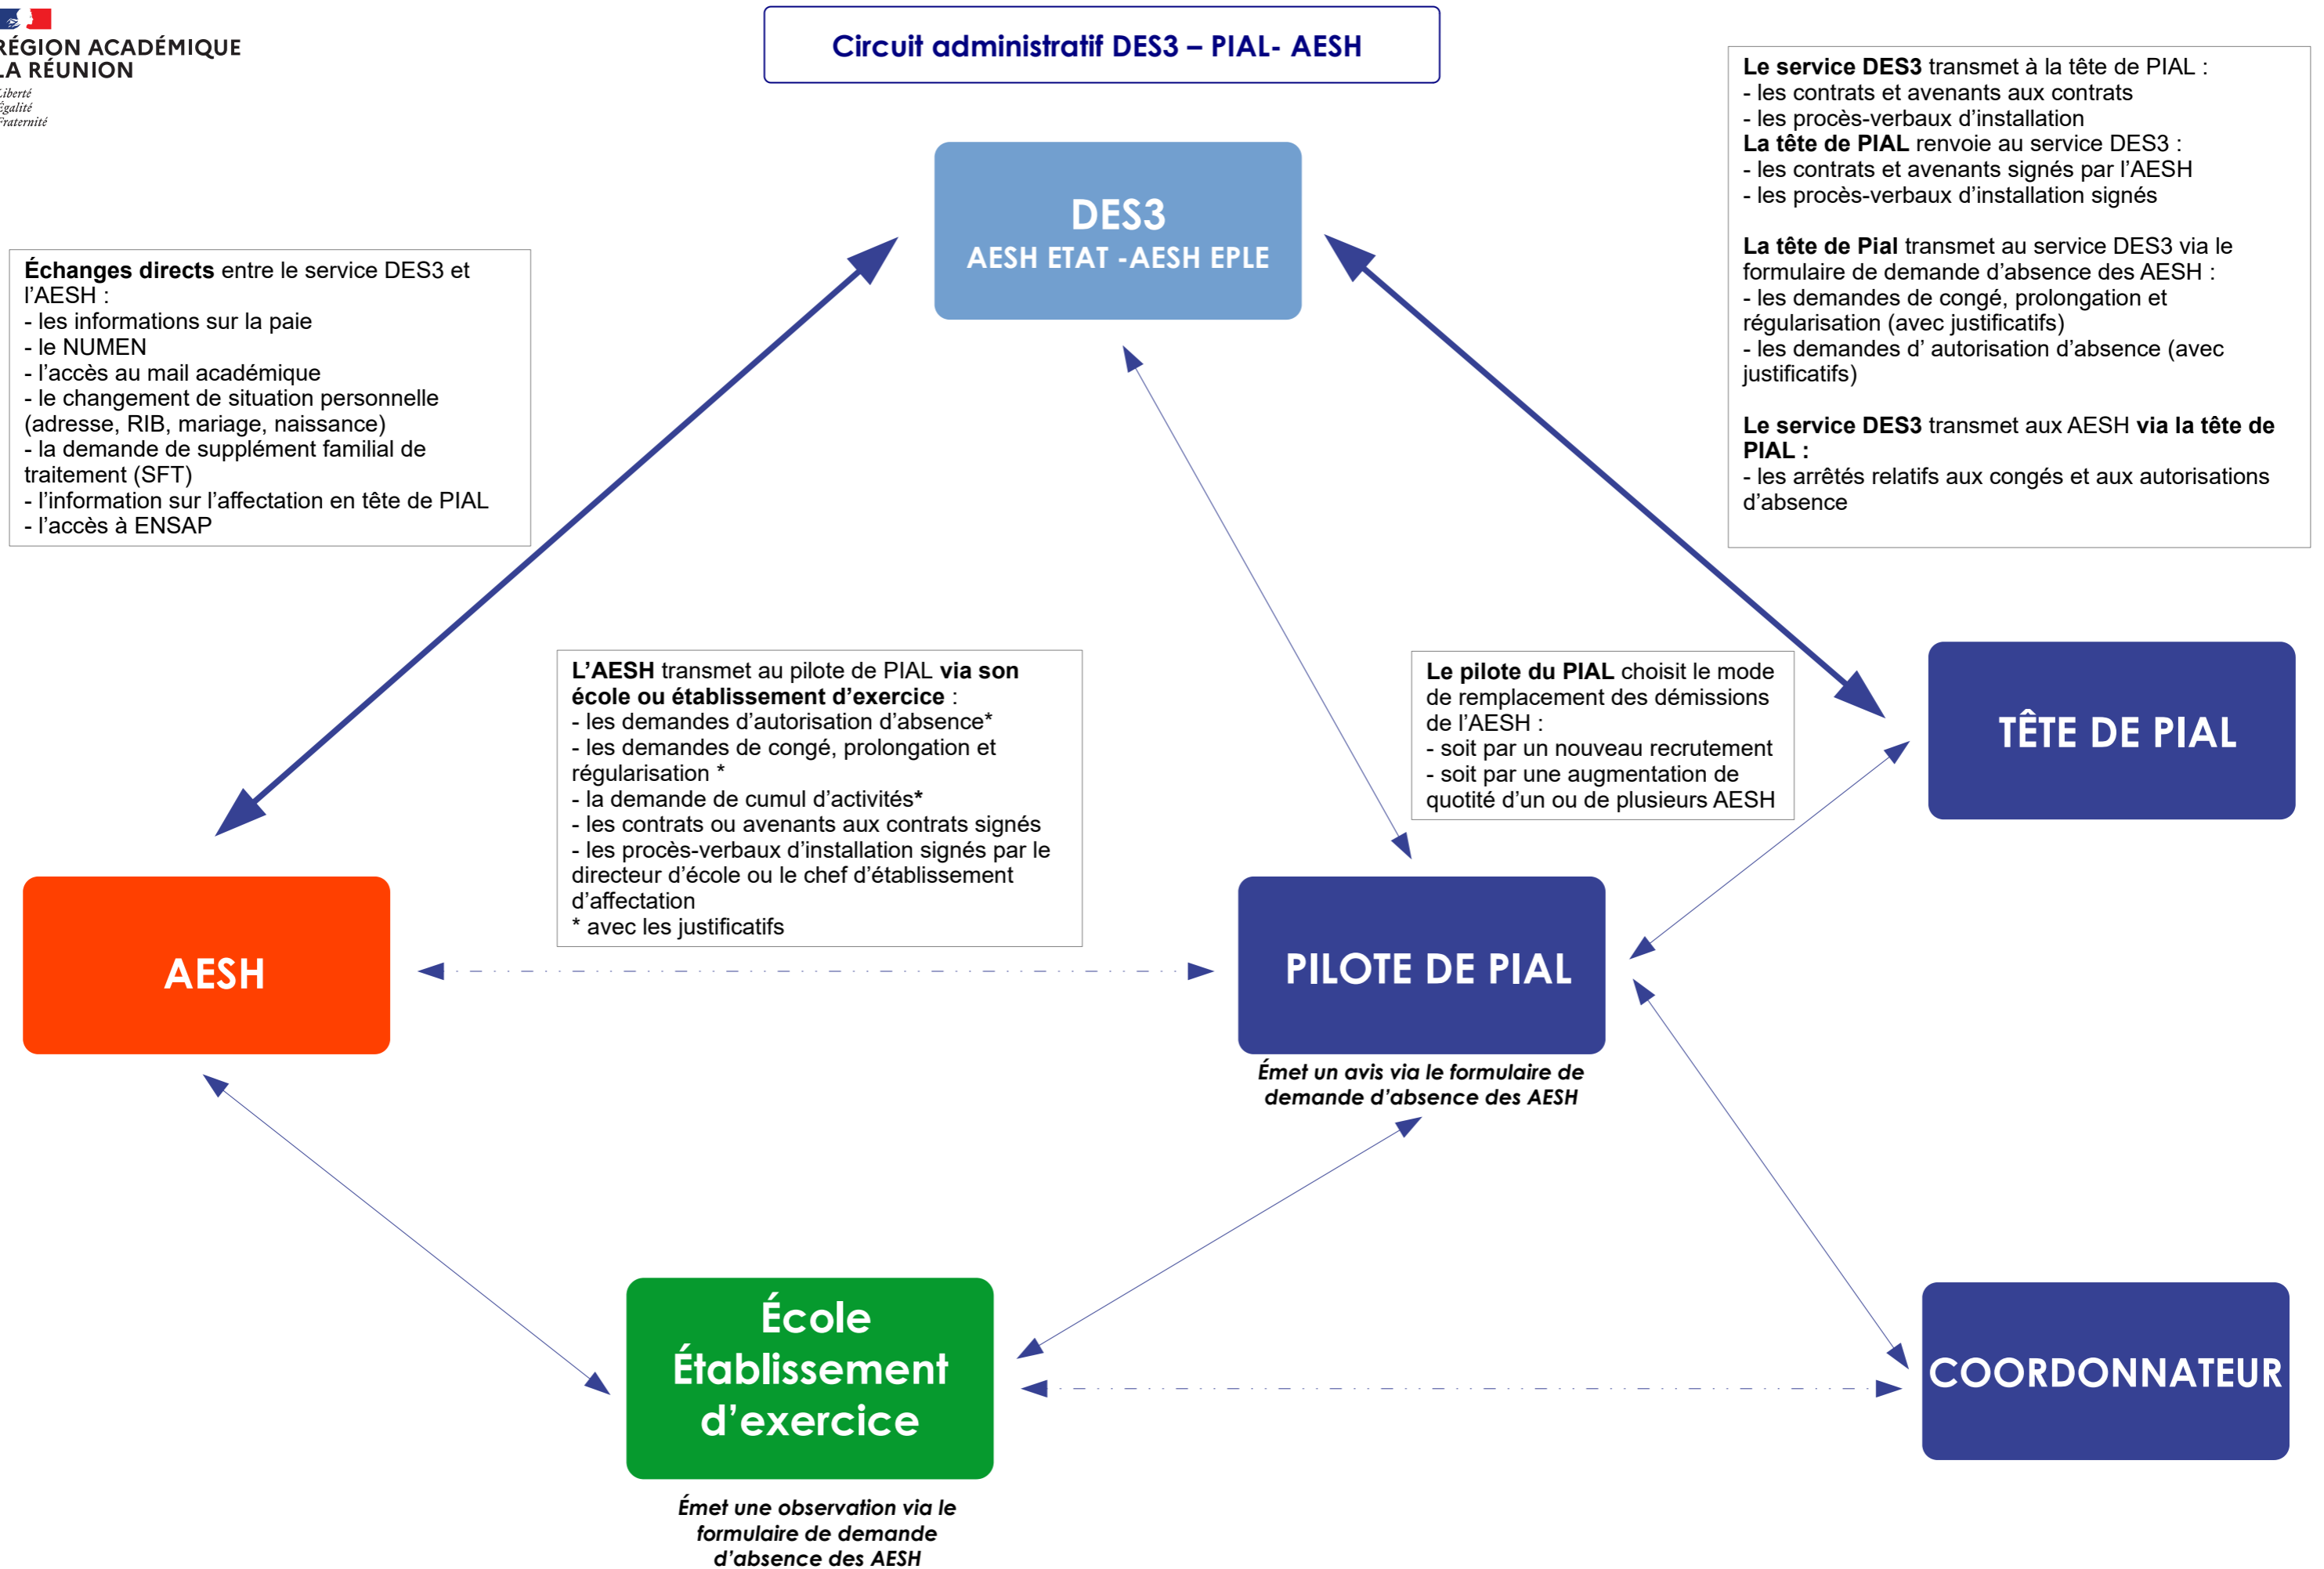 RÉGION ACADÉMIQUE
LA RÉUNION
Liberté
Égalité
Fraternité
Circuit administratif DES3 – PIAL- AESH
Le service DES3 transmet à la tête de PIAL :
- les contrats et avenants aux contrats
- les procès-verbaux d’installation
La tête de PIAL renvoie au service DES3 :
- les contrats et avenants signés par l’AESH
- les procès-verbaux d’installation signés
La tête de Pial transmet au service DES3 via le
formulaire de demande d’absence des AESH :
- les demandes de congé, prolongation et
régularisation (avec justificatifs)
- les demandes d’ autorisation d’absence (avec
justificatifs)
Le service DES3 transmet aux AESH via la tête de
PIAL :
- les arrêtés relatifs aux congés et aux autorisations
d’absence
DES3
AESH ETAT -AESH EPLE
Échanges directs entre le service DES3 et
l’AESH :
- les informations sur la paie
- le NUMEN
- l’accès au mail académique
- le changement de situation personnelle
(adresse, RIB, mariage, naissance)
- la demande de supplément familial de
traitement (SFT)
- l’information sur l’affectation en tête de PIAL
- l’accès à ENSAP
L’AESH transmet au pilote de PIAL via son
école ou établissement d’exercice :
- les demandes d’autorisation d’absence*
- les demandes de congé, prolongation et
régularisation *
- la demande de cumul d’activités*
- les contrats ou avenants aux contrats signés
- les procès-verbaux d’installation signés par le
directeur d’école ou le chef d’établissement
d’affectation
* avec les justificatifs
Le pilote du PIAL choisit le mode
de remplacement des démissions
de l’AESH :
- soit par un nouveau recrutement
- soit par une augmentation de
quotité d’un ou de plusieurs AESH
TÊTE DE PIAL
AESH
PILOTE DE PIAL
Émet un avis via le formulaire de
demande d’absence des AESH
École
Établissement
d’exercice
COORDONNATEUR
Émet une observation via le
formulaire de demande
d’absence des AESH